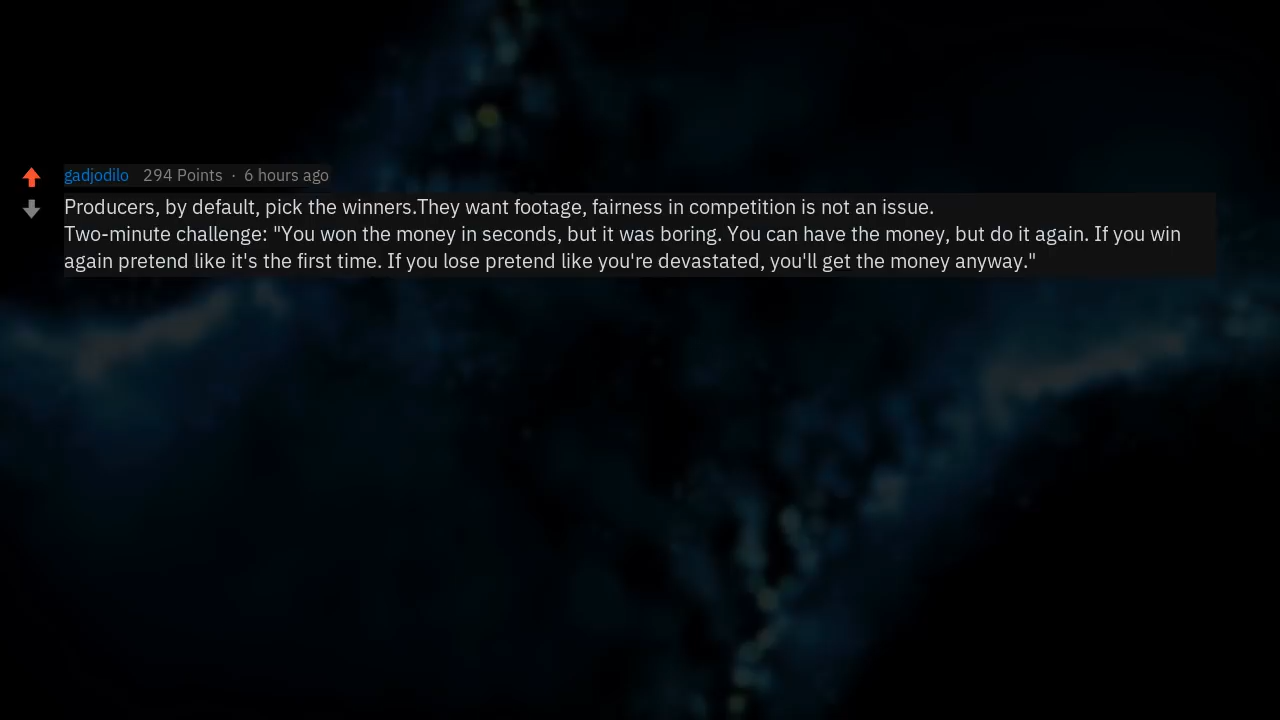 gadjodilo 294 Points · 6 hours ago
Producers, by default, pick the winners.They want footage, fairness in competition is not an issue.
Two-minute challenge: "You won the money in seconds, but it was boring. You can have the money, but do it again. If you win
again pretend like it's the first time. If you lose pretend like you're devastated, you'll get the money anyway."